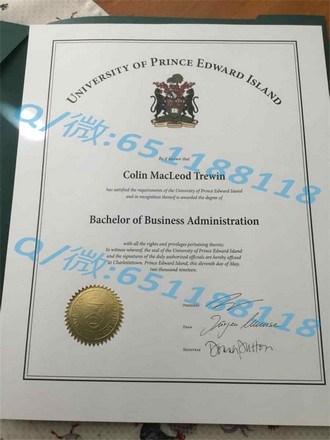 UNIVERSITY OF PRINCE EDWARD ISLAND
Be it known that
Colin MacLeod Trewin
has satisfied the requirements of the University of Prince Edward Island
and in recognition thereof is awarded the degree of
Bachelor of Business Administration
with all the rights and privileges pertaining thereto.
In witness whereof, the seal of the University of Prince Edward Island
and the signatures of the duly authorized officials are hereby affixed
in Charlottetown, Prince Edward Island, this eleventh day of May,
two thousand nineteen.
President
Dean
Registrar
Q/微:651188118
Q/微:651188118
Q/微:651188118